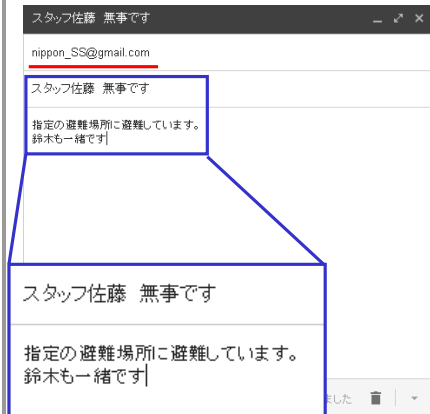 スタッフ佐藤 無事です
nippon_SS@gmail.com
スタッフ佐藤 無事です
指定の避難場所に避難しています。
鈴木も一緒です
スタッフ佐藤 無事です
指定の避難場所に避難しています。
鈴木も一緒です
ました